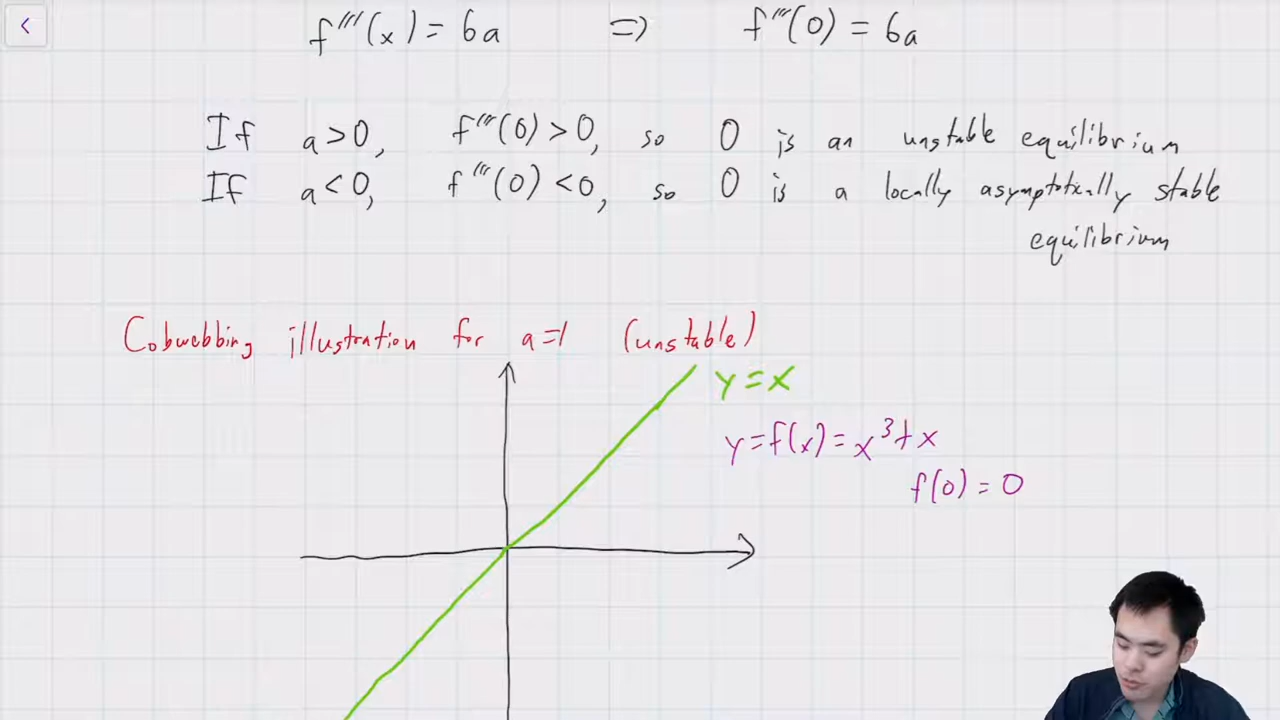 f'''(x) = 6a ⇒ f'''(0) = 6a
If a>0, f'''(0) > 0, so 0 is an unstable equilibrium
If a<0, f'''(0) < 0, so 0 is a locally asymptotically stable
equilibrium
Cobwebbing illustration for a=1 (unstable)
y=x
y=f(x)=x³+x
f(0)=0